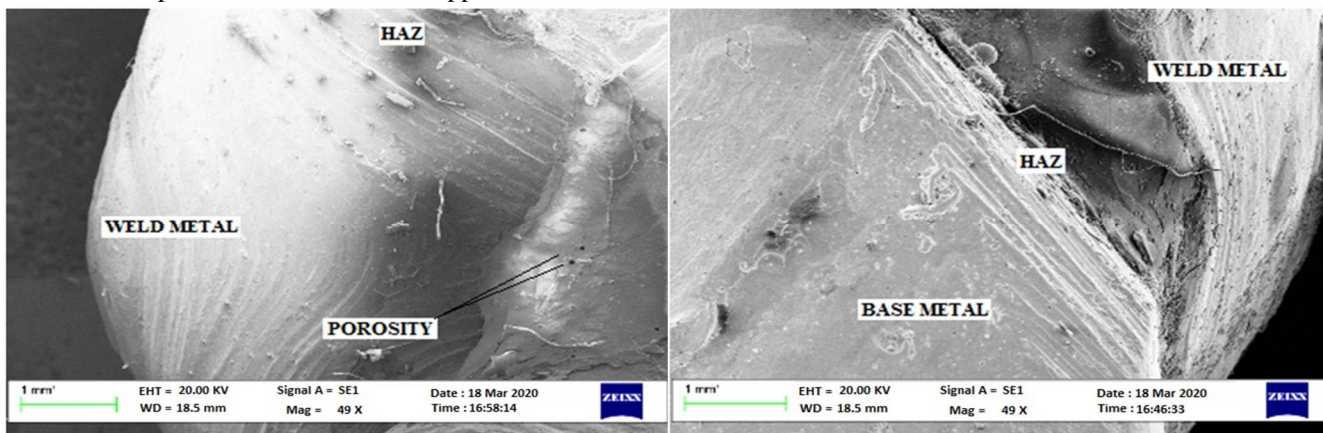 HAZ
WELD METAL
POROSITY
1 mm'
EHT = 20.00 KV
WD = 18.5 mm
Signal A = SE1
Mag = 49 X
Date : 18 Mar 2020
Time : 16:58:14
ZEIXX
WELD METAL
HAZ
BASE METAL
1 mm'
EHT = 20.00 KV
WD = 18.5 mm
Signal A = SE1
Mag = 49 X
Date : 18 Mar 2020
Time : 16:46:33
ZEIXX